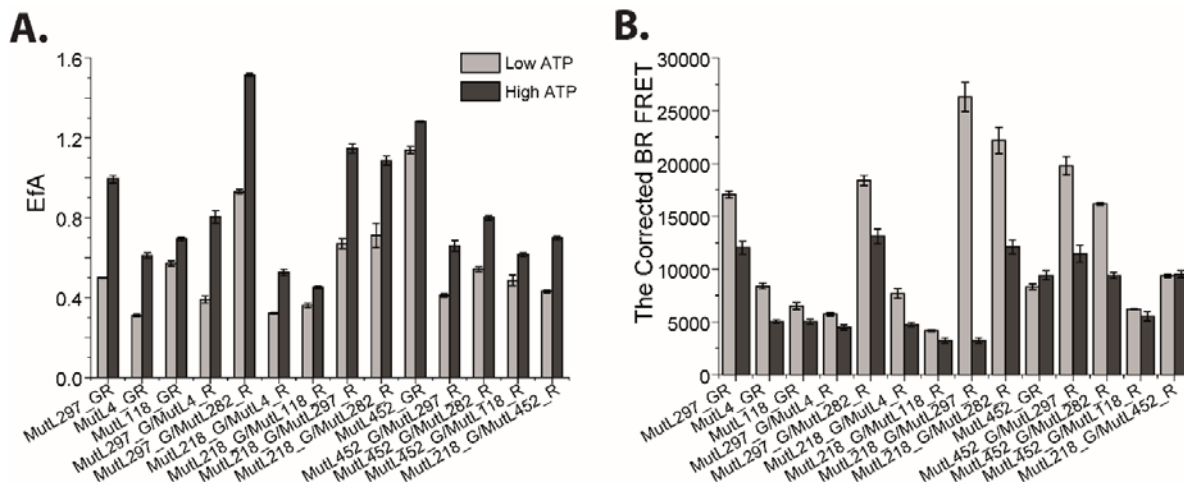 A.
1.6
1.2
0.8
0.4
0.0
EfA
Low ATP
High ATP
MutL297_GR
MutL4_GR
MutL118_GR
MutL297_G/MutL4_R
MutL297_G/MutL282_R
MutL218_G/MutL4_R
MutL218_G/MutL118_R
MutL218_G/MutL297_R
MutL218_G/MutL282_R
MutL452_GR
MutL452_G/MutL297_R
MutL452_G/MutL282_R
MutL452_G/MutL118_R
MutL218_G/MutL452_R
B.
30000
25000
20000
15000
10000
5000
0
The Corrected BR FRET
MutL297_GR
MutL4_GR
MutL118_GR
MutL297_G/MutL4_R
MutL297_G/MutL282_R
MutL218_G/MutL4_R
MutL218_G/MutL118_R
MutL218_G/MutL297_R
MutL218_G/MutL282_R
MutL452_GR
MutL452_G/MutL297_R
MutL452_G/MutL282_R
MutL452_G/MutL118_R
MutL218_G/MutL452_R